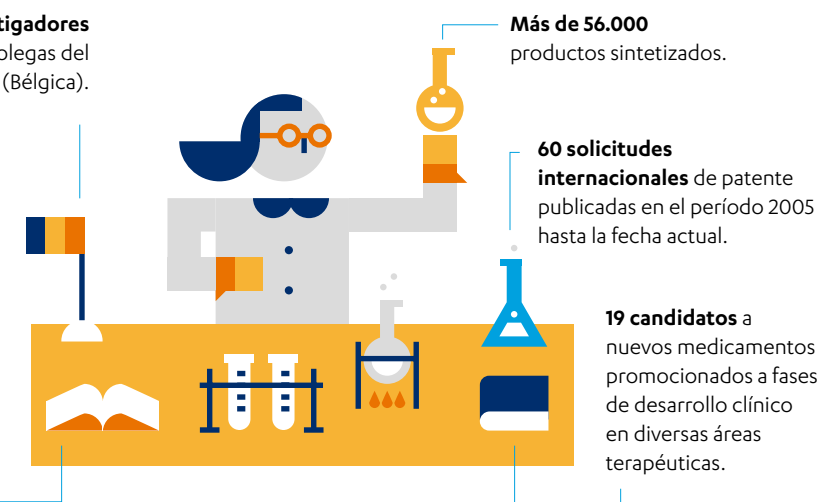 tigadores
olegas del
(Bélgica).
Más de 56.000
productos sintetizados.
60 solicitudes
internacionales de patente
publicadas en el período 2005
hasta la fecha actual.
19 candidatos a
nuevos medicamentos
promocionados a fases
de desarrollo clínico
en diversas áreas
terapéuticas.